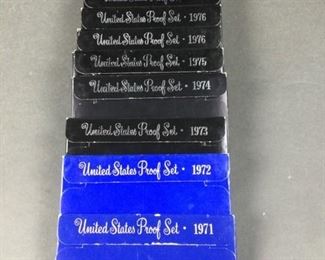 United States Proof Set · 1976
United States Proof Set · 1976
United States Proof Set · 1975
United States Proof Set · 1974
United States Proof Set · 1973
United States Proof Set · 1972
United States Proof Set · 1971